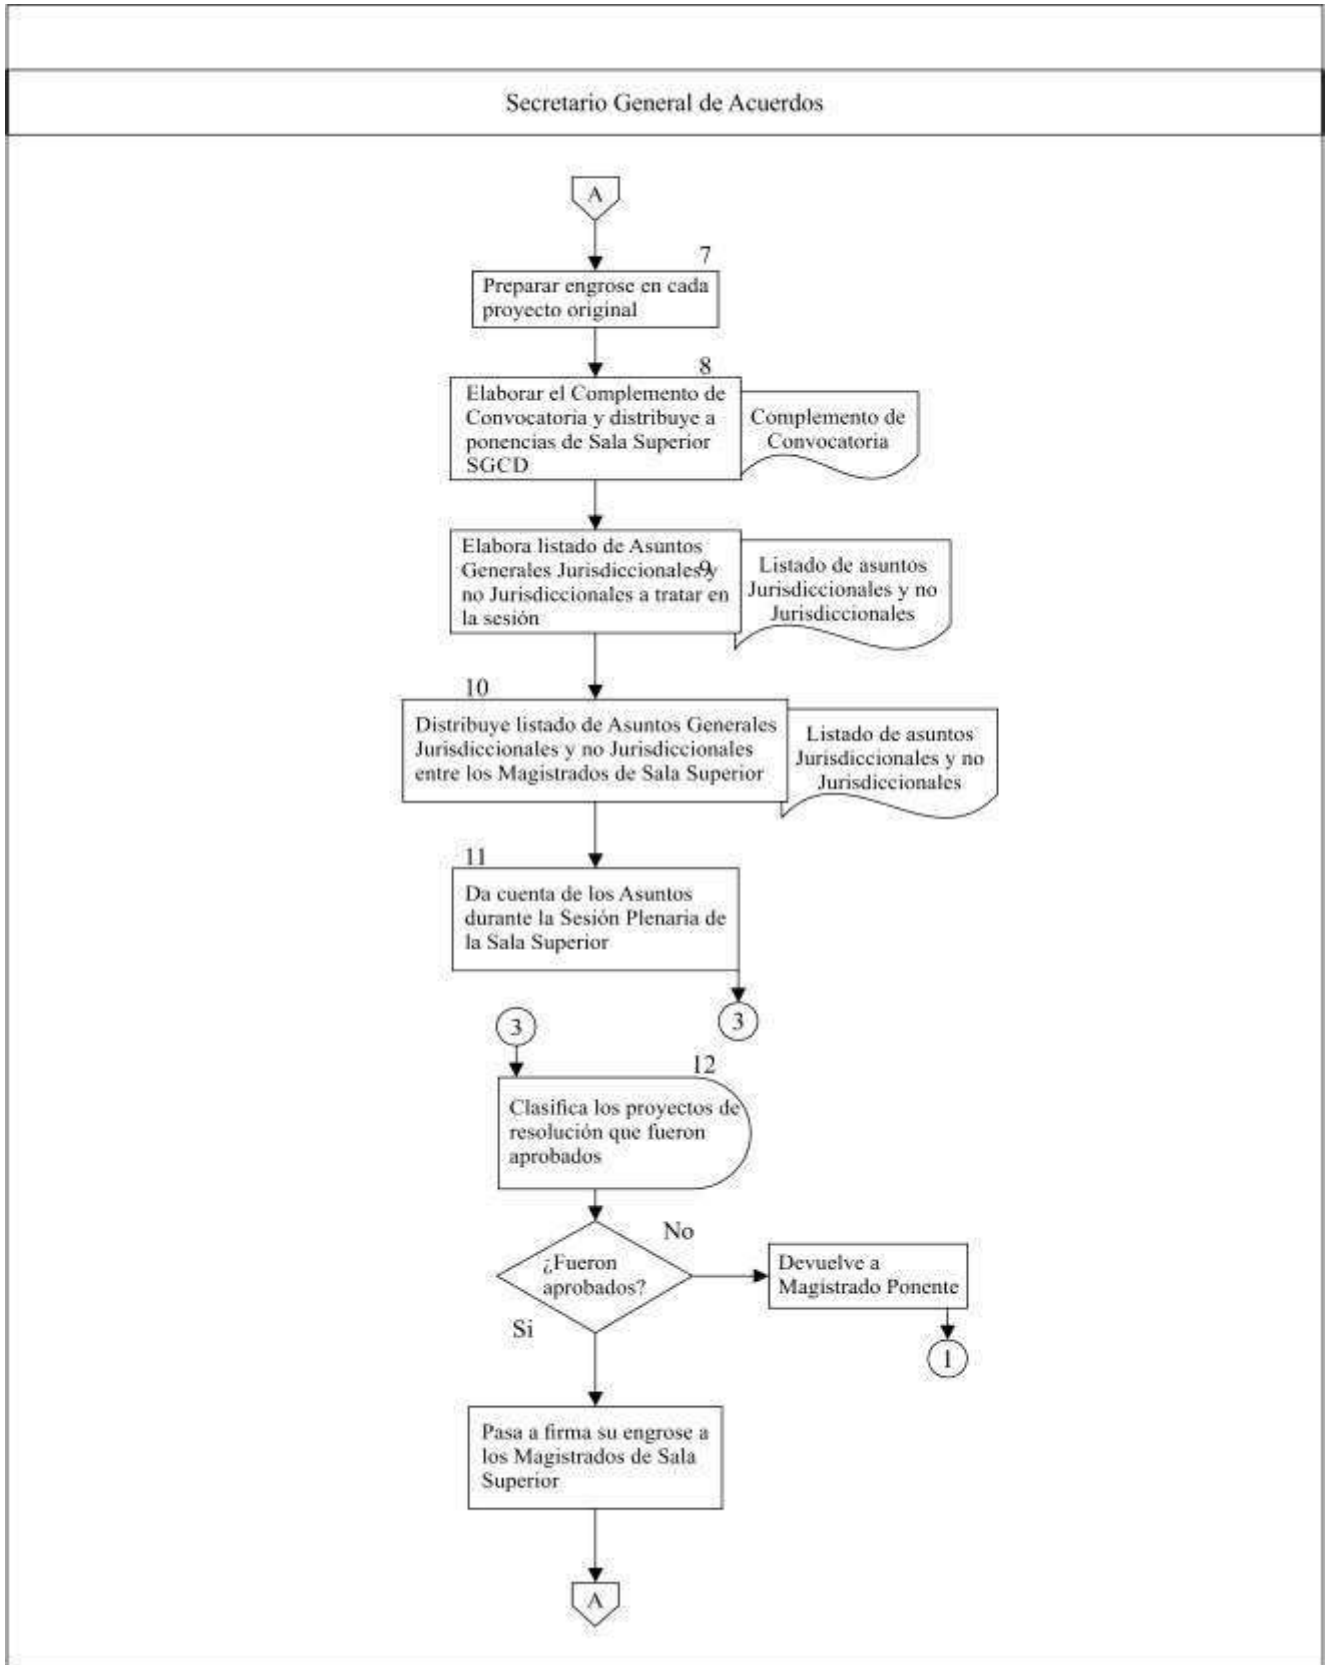 Secretario General de Acuerdos
A
7
Preparar engrose en cada
proyecto original
8
Elaborar el Complemento de
Convocatoria y distribuye a
ponencias de Sala Superior
SGCD
Complemento de
Convocatoria
9
Elabora listado de Asuntos
Generales Jurisdiccionales y
no Jurisdiccionales a tratar en
la sesión
Listado de asuntos
Jurisdiccionales y no
Jurisdiccionales
10
Distribuye listado de Asuntos Generales
Jurisdiccionales y no Jurisdiccionales
entre los Magistrados de Sala Superior
Listado de asuntos
Jurisdiccionales y no
Jurisdiccionales
11
Da cuenta de los Asuntos
durante la Sesión Plenaria de
la Sala Superior
3
3
12
Clasifica los proyectos de
resolución que fueron
aprobados
¿Fueron
aprobados?
No
Devuelve a
Magistrado Ponente
1
Si
Pasa a firma su engrose a
los Magistrados de Sala
Superior
A